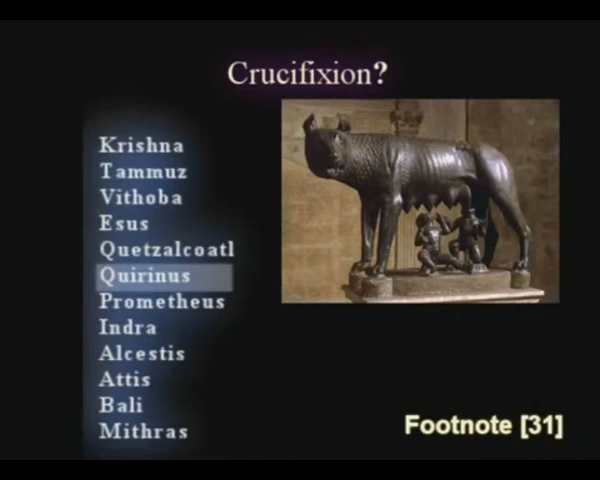 Crucifixion?
Krishna
Tammuz
Vithoba
Esus
Quetzalcoatl
Quirinus
Prometheus
Indra
Alcestis
Attis
Bali
Mithras
Footnote [31]